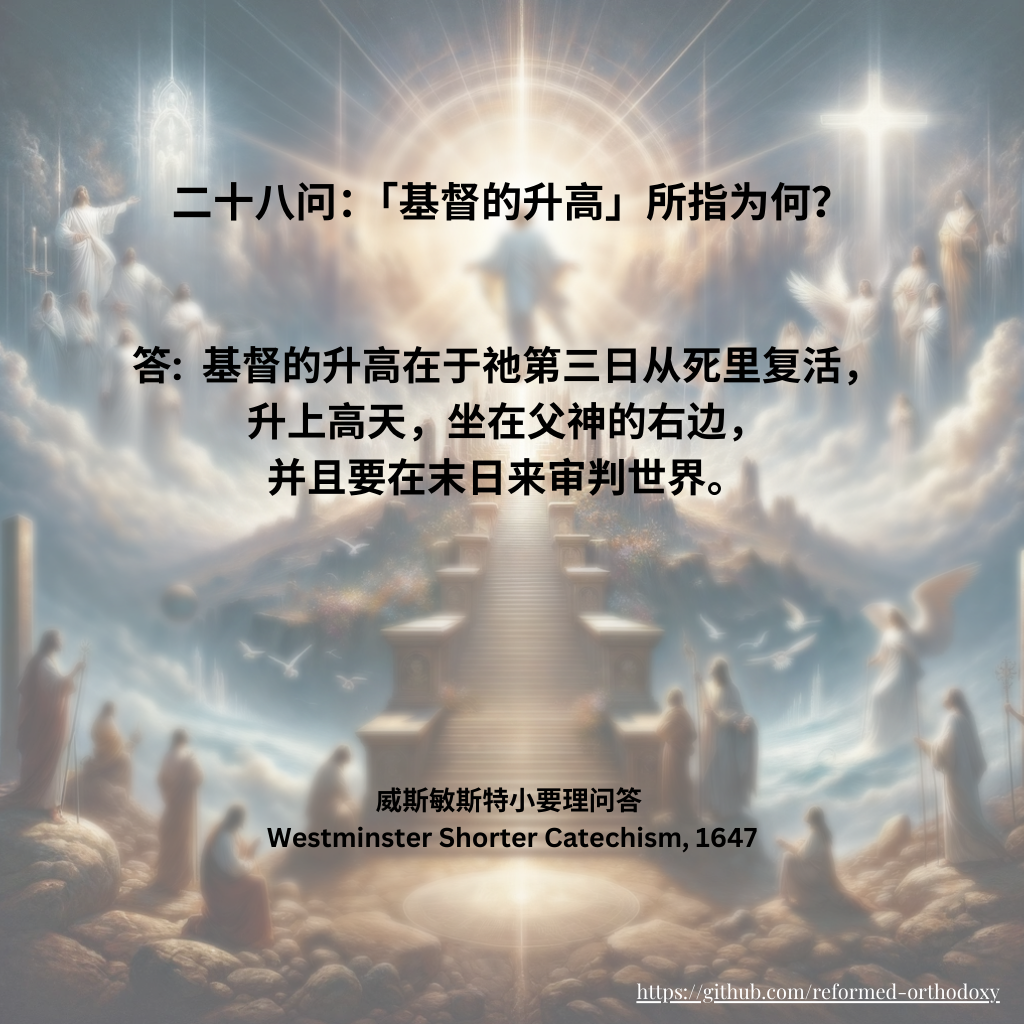 二十八问：「基督的升高」所指为何？
答: 基督的升高在于祂第三日从死里复活，
升上高天，坐在父神的右边，
并且要在末日来审判世界。
威斯敏斯特小要理问答
Westminster Shorter Catechism, 1647
https://github.com/reformed-orthodoxy